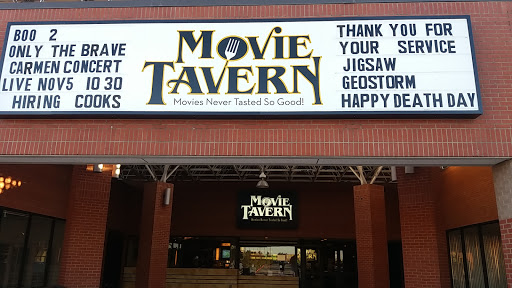 BOO 2
ONLY THE BRAVE
CARMEN CONCERT
LIVE NOV5 10 30
HIRING COOKS
MOVIE
TAVERN
Movies Never Tasted So Good!
THANK YOU FOR
YOUR SERVICE
JIGSAW
GEOSTORM
HAPPY DEATH DAY
MOVIE
TAVERN